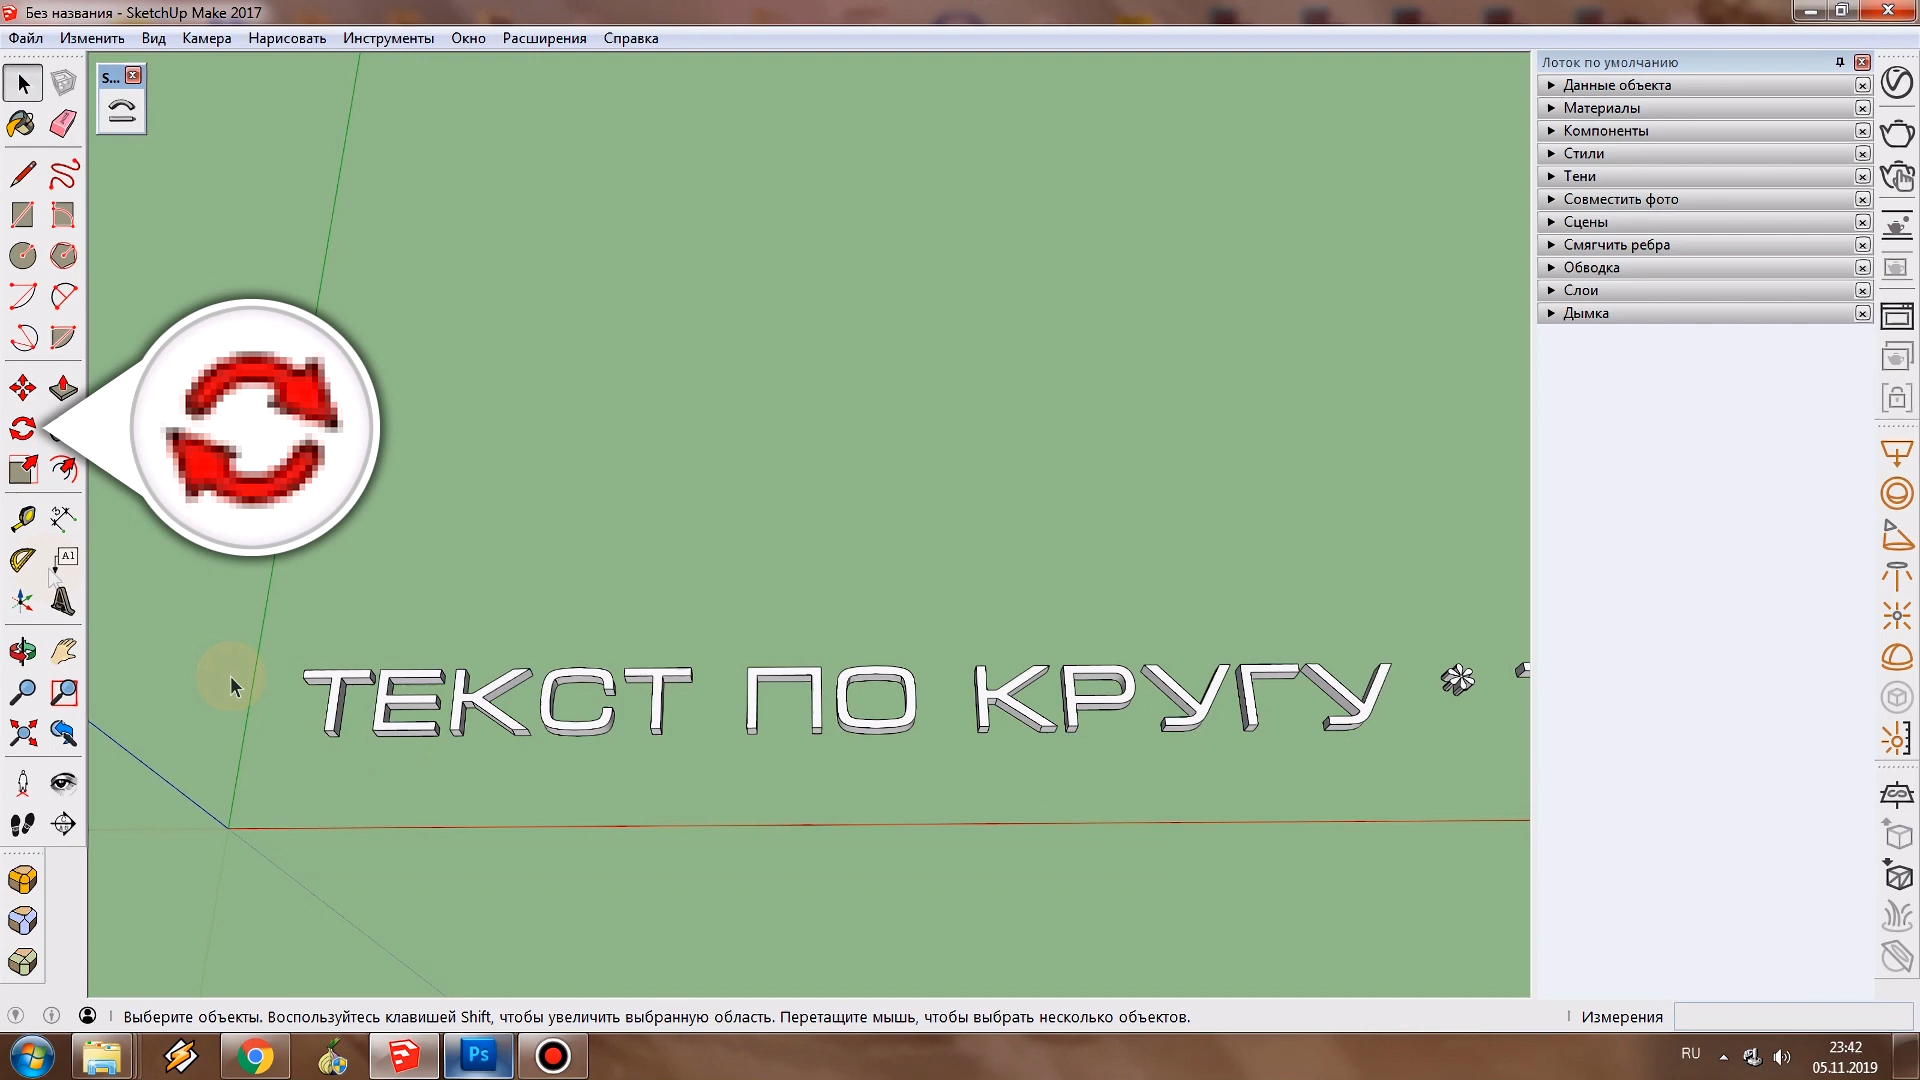 Без названия - SketchUp Make 2017
Файл Изменить Вид Камера Нарисовать Инструменты Окно Расширения Справка
S...
Лоток по умолчанию
Данные объекта
Материалы
Компоненты
Стили
Тени
Совместить фото
Сцены
Смягчить ребра
Обводка
Слои
Дымка
A1
ТЕКСТ ПО КРУГУ *
Выберите объекты. Воспользуйтесь клавишей Shift, чтобы увеличить выбранную область. Перетащите мышь, чтобы выбрать несколько объектов.
Измерения
Ps
RU
23:42
05.11.2019